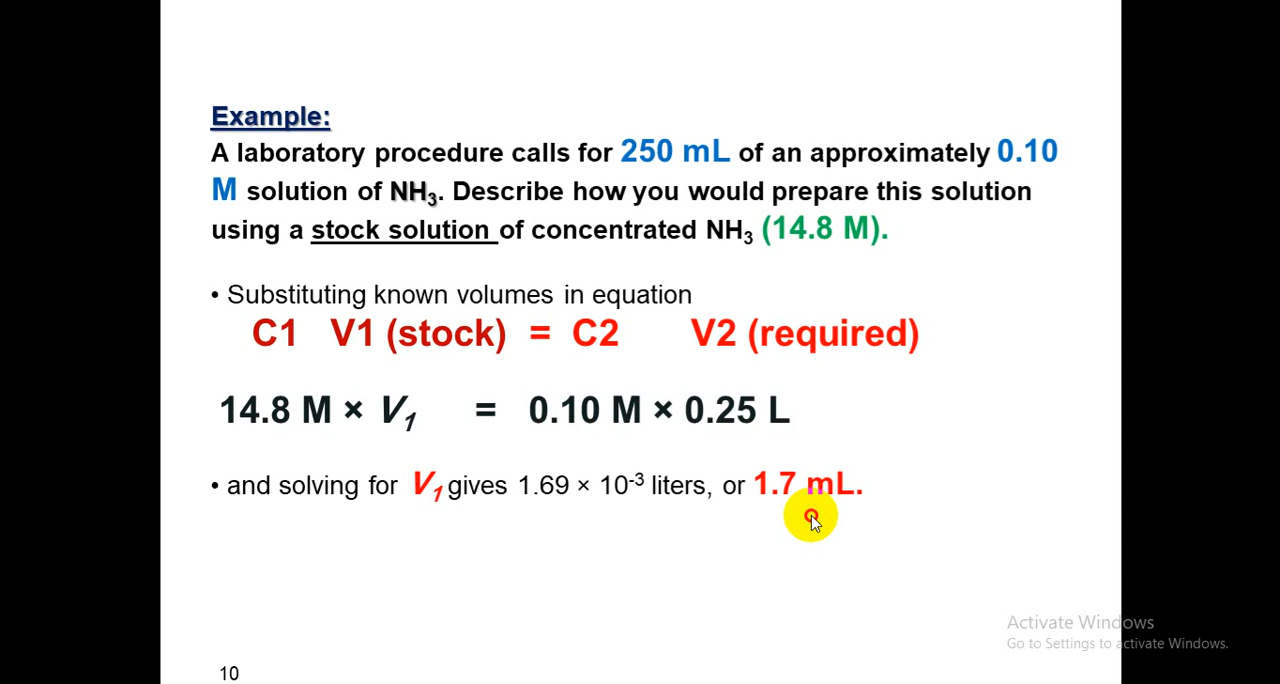 Example:
A laboratory procedure calls for 250 mL of an approximately 0.10
M solution of NH₃. Describe how you would prepare this solution
using a stock solution of concentrated NH₃ (14.8 M).
• Substituting known volumes in equation
C1 V1 (stock) = C2 V2 (required)
14.8 M × V₁ = 0.10 M × 0.25 L
• and solving for V₁ gives 1.69 × 10⁻³ liters, or 1.7 mL.
Activate Windows
Go to Settings to activate Windows.
10